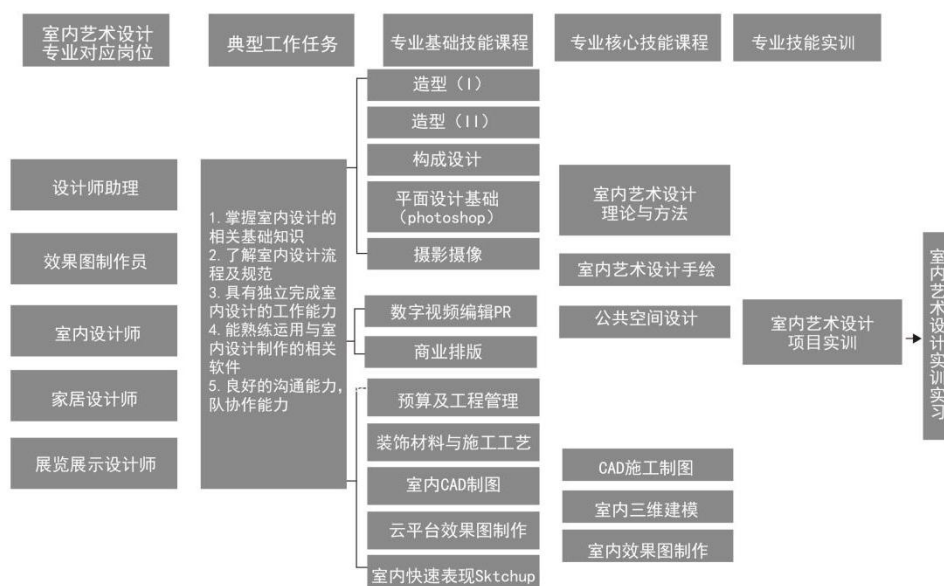 室内艺术设计
专业对应岗位
典型工作任务
专业基础技能课程
专业核心技能课程
专业技能实训
设计师助理
效果图制作员
室内设计师
家居设计师
展览展示设计师
1. 掌握室内设计的
相关基础知识
2. 了解室内设计流
程及规范
3. 具有独立完成室
内设计的工作能力
4. 能熟练运用与室
内设计制作的相关
软件
5. 良好的沟通能力,
队协作能力
造型（I）
造型（II）
构成设计
平面设计基础
（photoshop）
摄影摄像
数字视频编辑PR
商业排版
预算及工程管理
装饰材料与施工工艺
室内CAD制图
云平台效果图制作
室内快速表现Sktchup
室内艺术设计
理论与方法
室内艺术设计手绘
公共空间设计
CAD施工制图
室内三维建模
室内效果图制作
室内艺术设计
项目实训
室内艺术设计实训实习